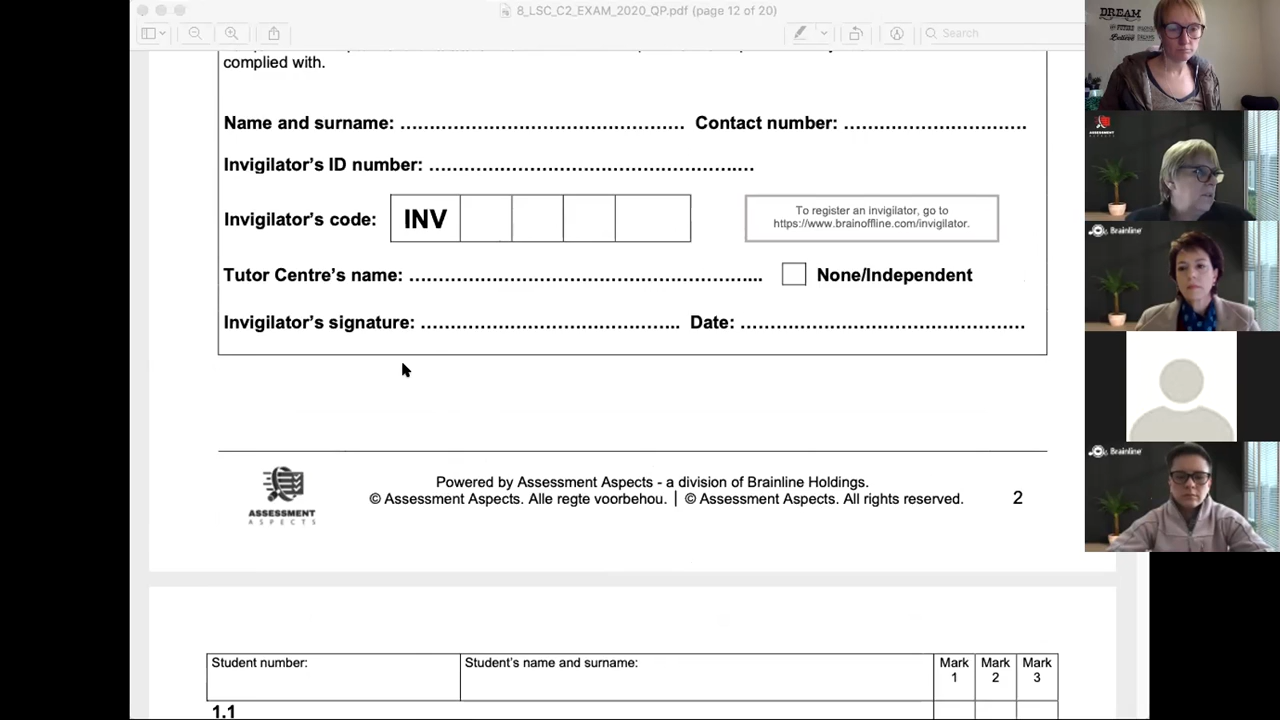 8_LSC_C2_EXAM_2020_QP.pdf (page 12 of 20)
Search
complied with.
Name and surname: …………………………………. Contact number: ……………………….
Invigilator's ID number: ……………………………………….…
Invigilator's code: INV
To register an invigilator, go to
https://www.brainoffline.com/invigilator.
Tutor Centre's name: ………………………………………….... None/Independent
Invigilator's signature: ……………………………….. Date: ………………………………….
Powered by Assessment Aspects - a division of Brainline Holdings.
© Assessment Aspects. Alle regte voorbehou. | © Assessment Aspects. All rights reserved.
2
ASSESSMENT
ASPECTS
Student number: Student's name and surname: Mark 1 Mark 2 Mark 3
1.1
DREAM
Believe
ASSESSMENT
ASPECTS
Brainline
Brainline